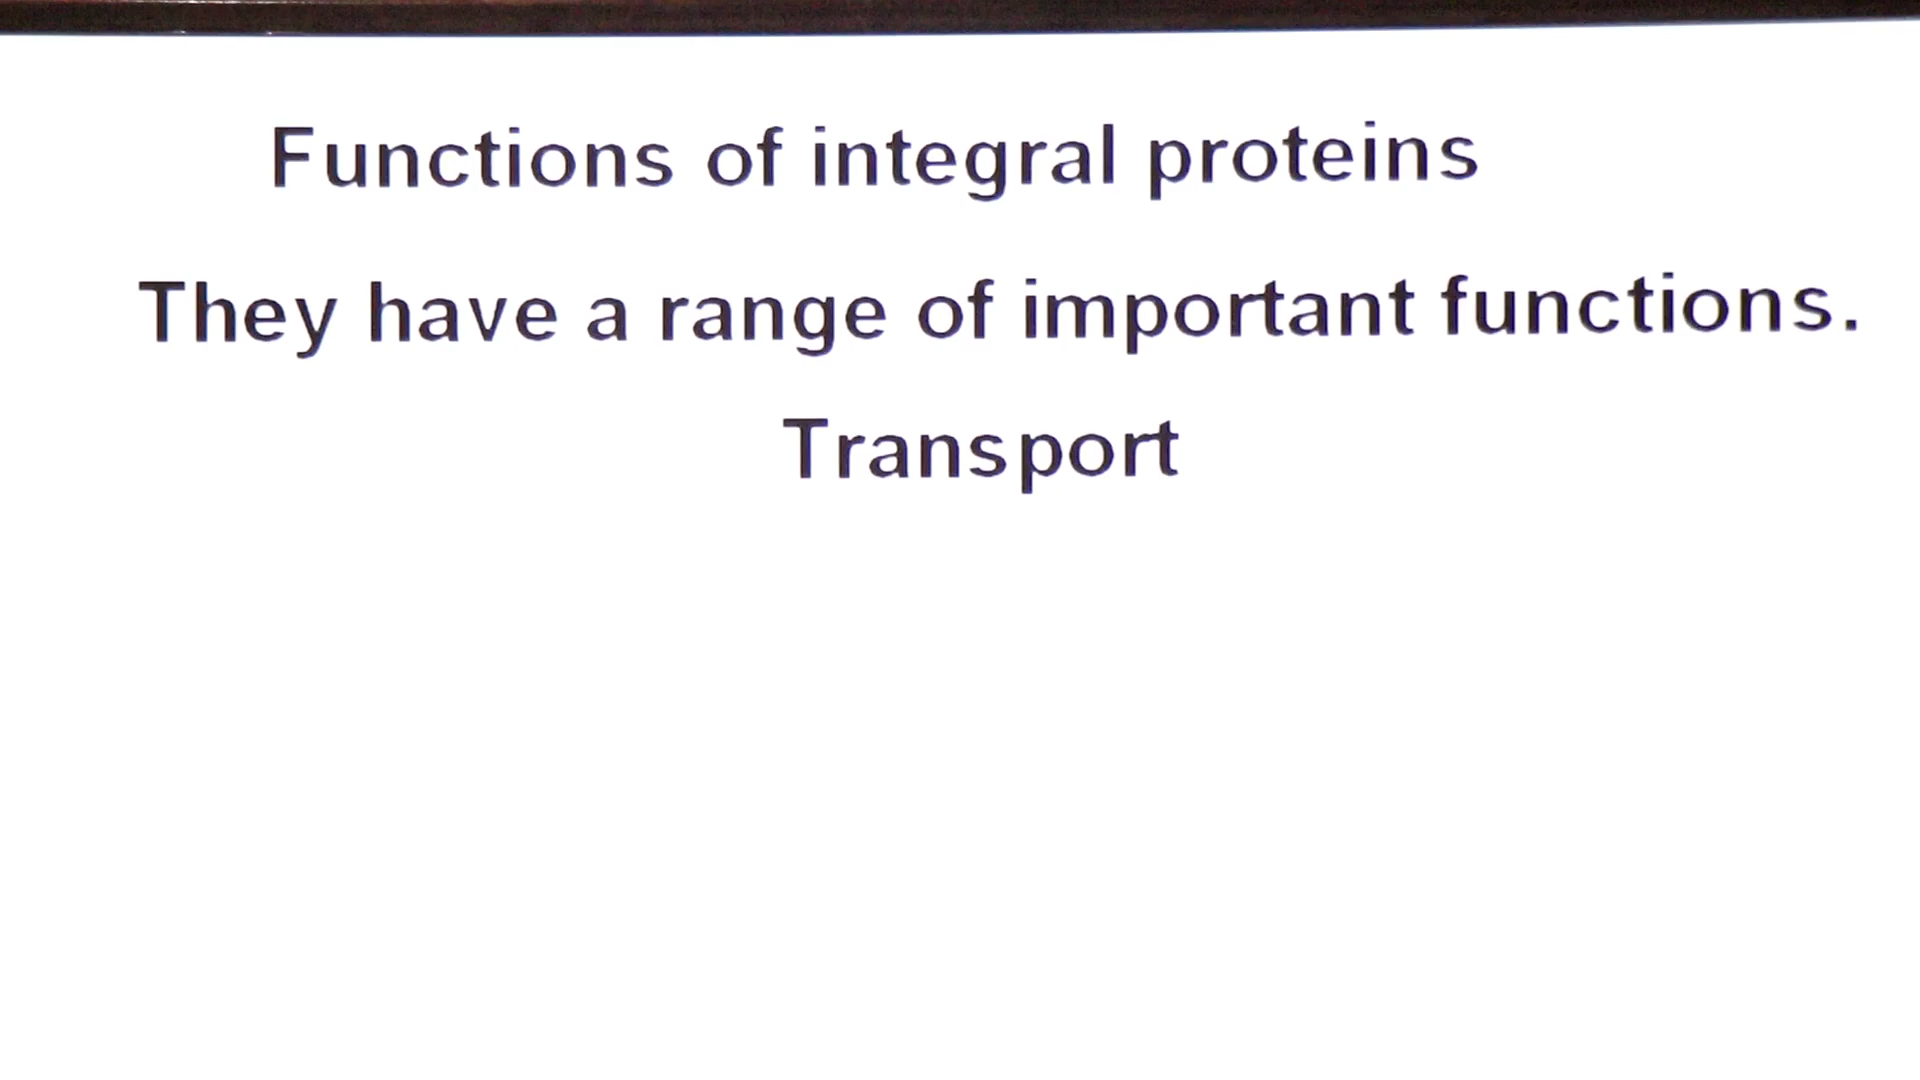 Functions of integral proteins
They have a range of important functions.
Transport